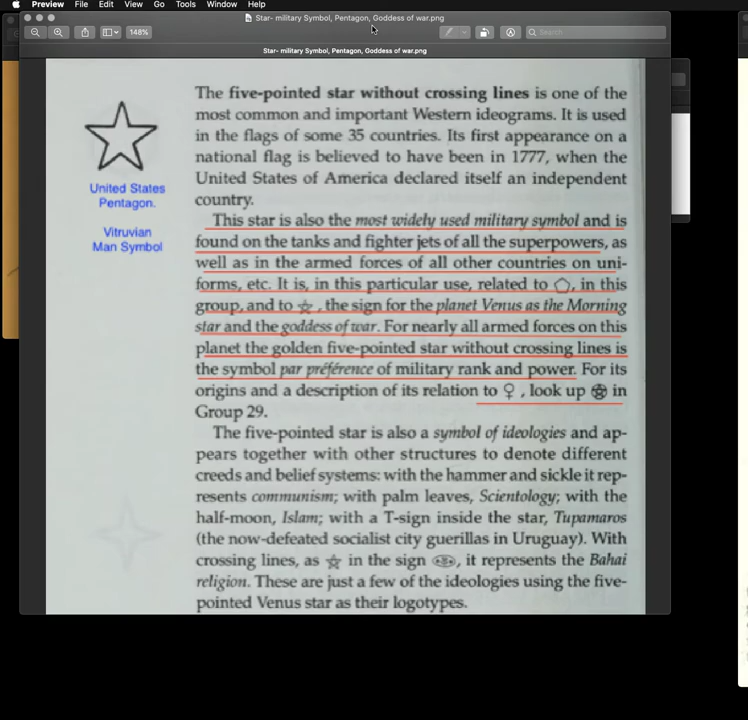 Preview File Edit View Go Tools Window Help
Star- military Symbol, Pentagon, Goddess of war.png
148%
Search
Star- military Symbol, Pentagon, Goddess of war.png
United States
Pentagon.
Vitruvian
Man Symbol
The five-pointed star without crossing lines is one of the
most common and important Western ideograms. It is used
in the flags of some 35 countries. Its first appearance on a
national flag is believed to have been in 1777, when the
United States of America declared itself an independent
country.
This star is also the most widely used military symbol and is
found on the tanks and fighter jets of all the superpowers, as
well as in the armed forces of all other countries on uni-
forms, etc. It is, in this particular use, related to ⬠, in this
group, and to ☆, the sign for the planet Venus as the Morning
star and the goddess of war. For nearly all armed forces on this
planet the golden five-pointed star without crossing lines is
the symbol par préférence of military rank and power. For its
origins and a description of its relation to ♀, look up in
Group 29.
The five-pointed star is also a symbol of ideologies and ap-
pears together with other structures to denote different
creeds and belief systems: with the hammer and sickle it rep-
resents communism; with palm leaves, Scientology; with the
half-moon, Islam; with a T-sign inside the star, Tupamaros
(the now-defeated socialist city guerillas in Uruguay). With
crossing lines, as in the sign , it represents the Bahai
religion. These are just a few of the ideologies using the five-
pointed Venus star as their logotypes.